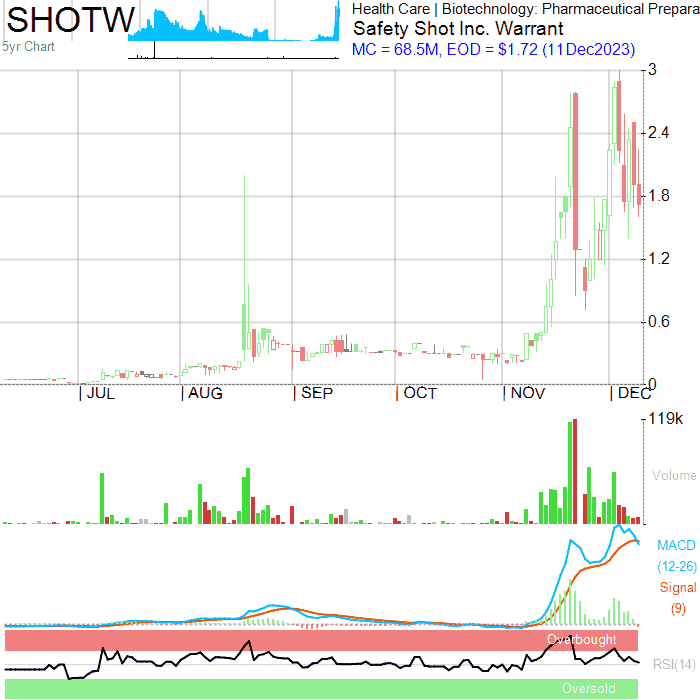 SHOTW
5yr Chart
Health Care | Biotechnology: Pharmaceutical Prepara
Safety Shot Inc. Warrant
MC = 68.5M, EOD = $1.72 (11Dec2023)
3
2.4
1.8
1.2
0.6
0
| JUL | AUG | SEP | OCT | NOV | DEC
119k
Volume
MACD
(12-26)
Signal
(9)
Overbought
RSI(14)
Oversold